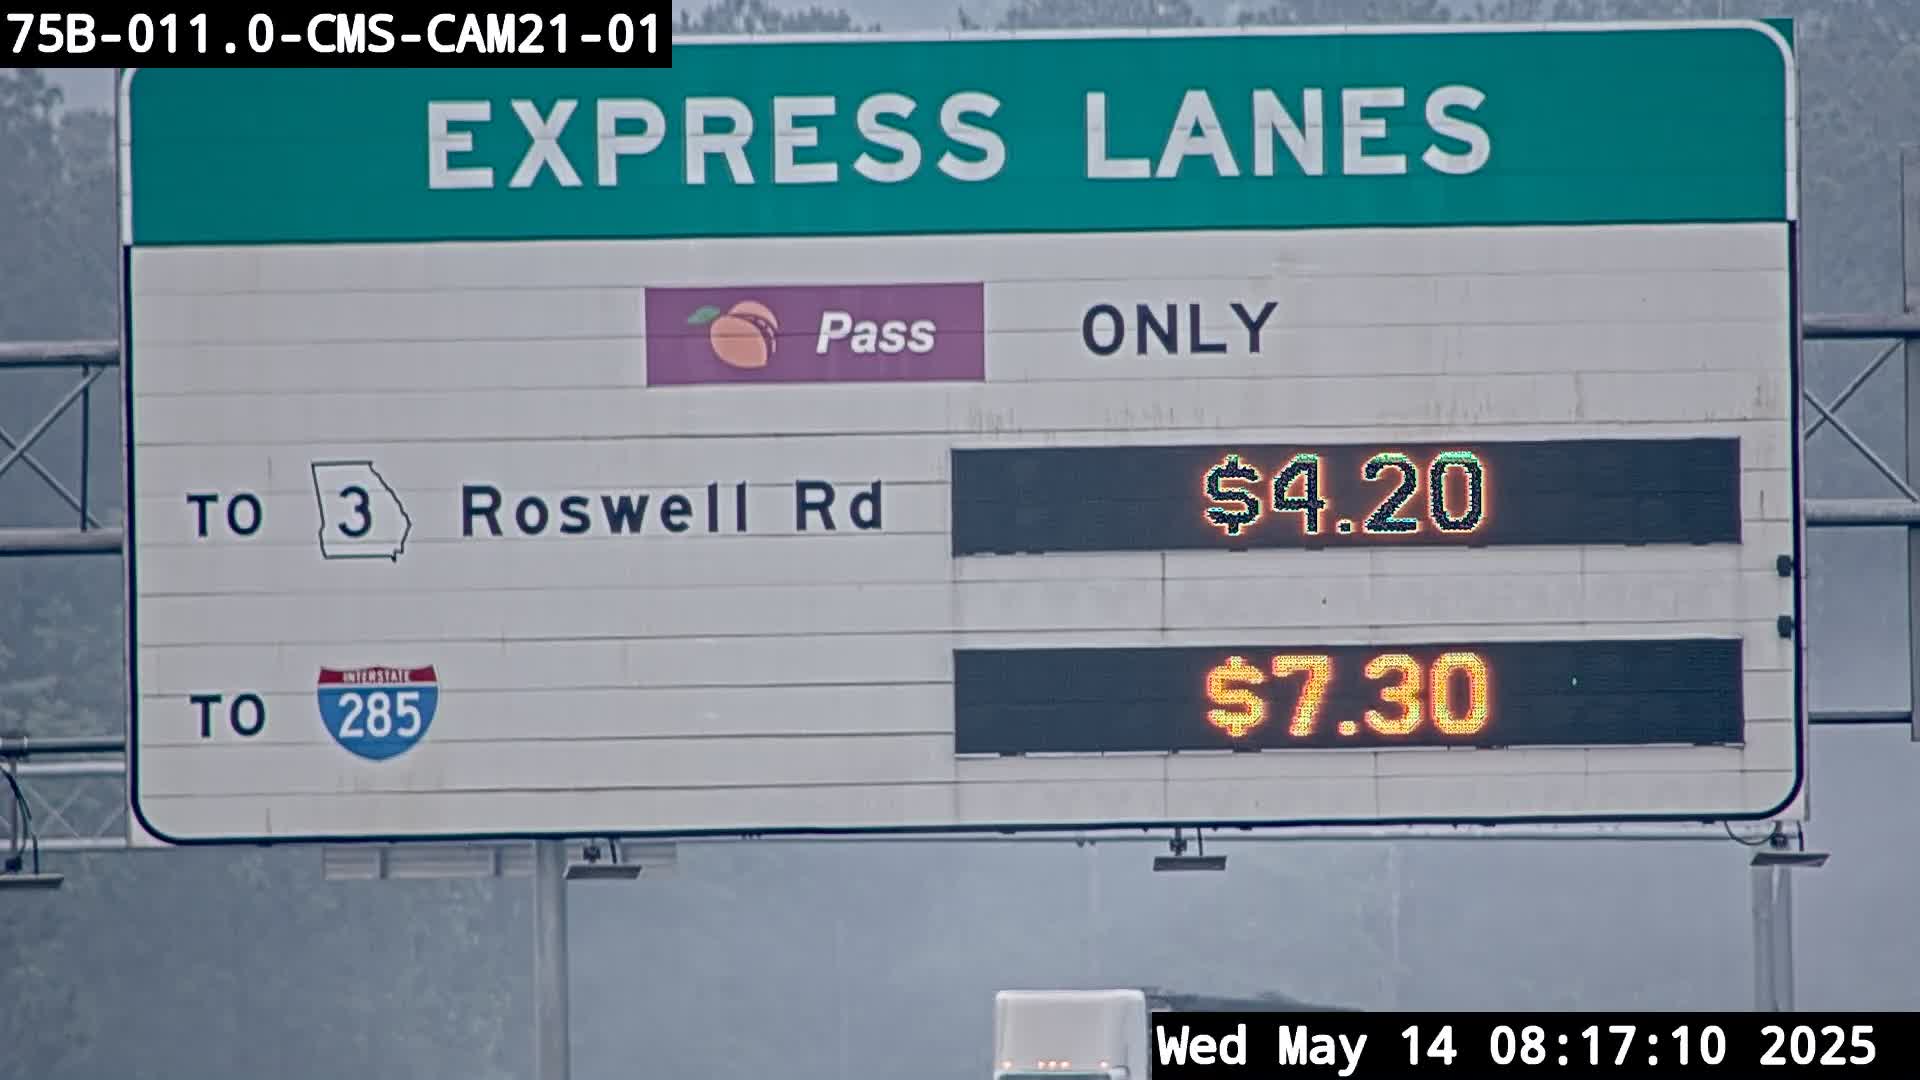 75B-011.0-CMS-CAM21-01
EXPRESS LANES
Pass ONLY
TO 3 Roswell Rd $4.20
TO INTERSTATE 285 $7.30
Wed May 14 08:17:10 2025